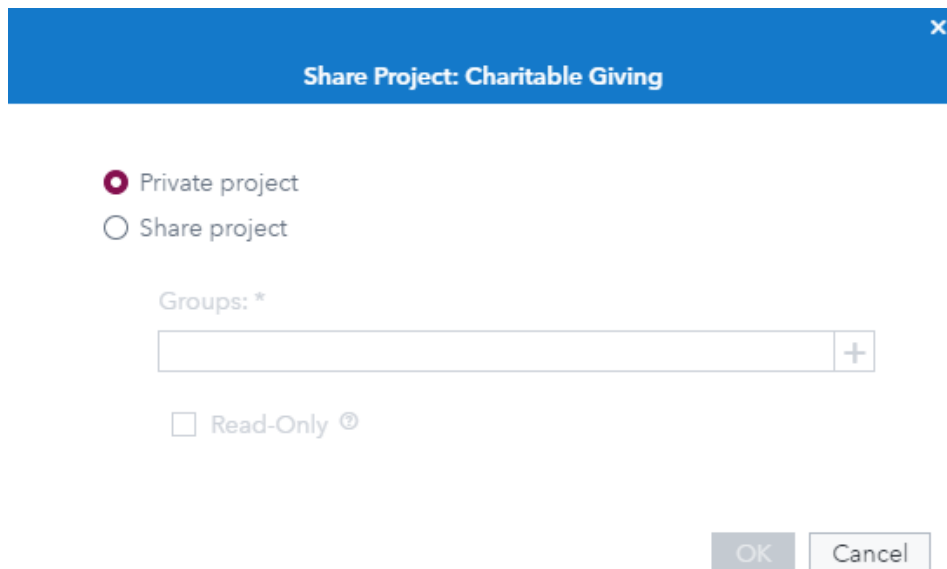 Share Project: Charitable Giving
Private project
Share project
Groups: *
Read-Only
OK Cancel